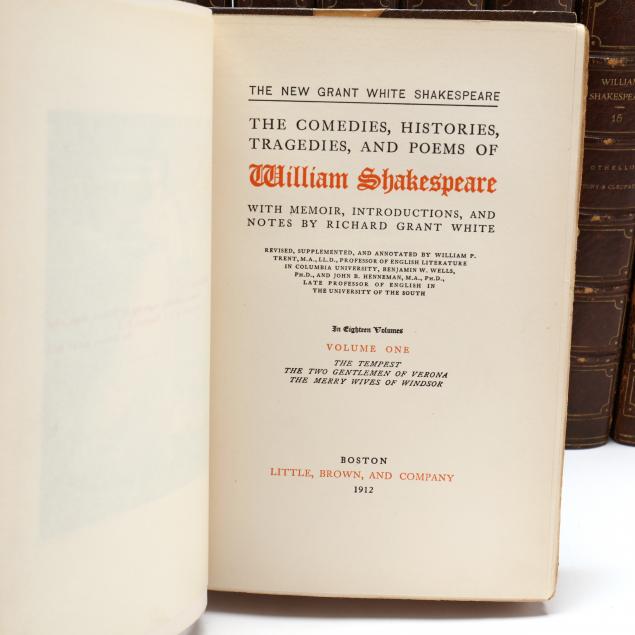 THE NEW GRANT WHITE SHAKESPEARE
THE COMEDIES, HISTORIES,
TRAGEDIES, AND POEMS OF
William Shakespeare
WITH MEMOIR, INTRODUCTIONS, AND
NOTES BY RICHARD GRANT WHITE
REVISED, SUPPLEMENTED, AND ANNOTATED BY WILLIAM P.
TRENT, M.A., LL.D., PROFESSOR OF ENGLISH LITERATURE
IN COLUMBIA UNIVERSITY, BENJAMIN W. WELLS,
PH.D., AND JOHN B. HENNEMAN, M.A., PH.D.,
LATE PROFESSOR OF ENGLISH IN
THE UNIVERSITY OF THE SOUTH
In Eighteen Volumes
VOLUME ONE
THE TEMPEST
THE TWO GENTLEMEN OF VERONA
THE MERRY WIVES OF WINDSOR
BOSTON
LITTLE, BROWN, AND COMPANY
1912
WILLIAM
SHAKESPEARE
15
OTHELLO